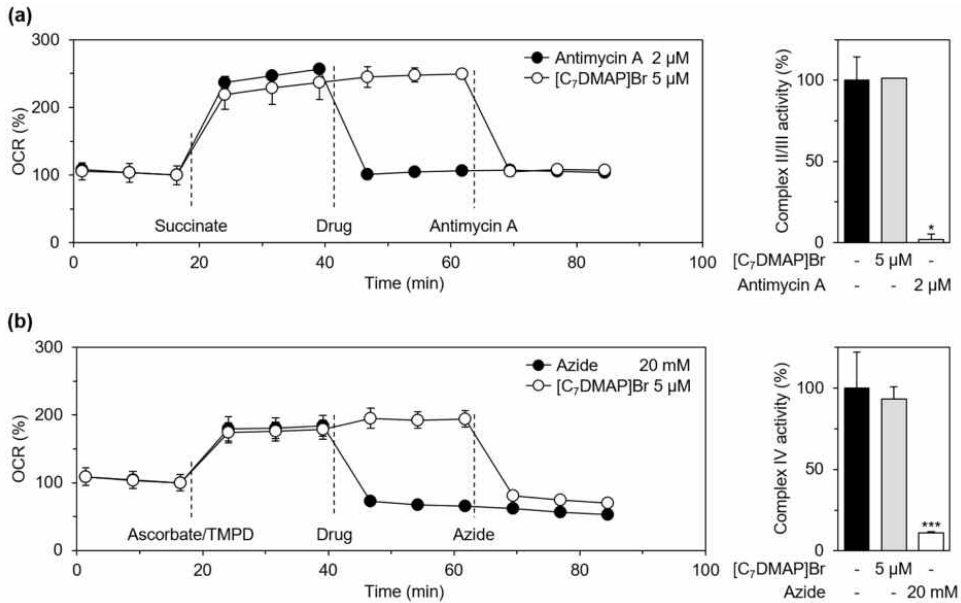 (a)
300
200
100
0
OCR (%)
Antimycin A 2 µM
[C₇DMAP]Br 5 µM
Succinate
Drug
Antimycin A
0 20 40 60 80 100
Time (min)
Complex II/III activity (%)
100
50
0
*
[C₇DMAP]Br - 5 µM -
Antimycin A - - 2 µM
(b)
300
200
100
0
OCR (%)
Azide 20 mM
[C₇DMAP]Br 5 µM
Ascorbate/TMPD
Drug
Azide
0 20 40 60 80 100
Time (min)
Complex IV activity (%)
100
50
0
***
[C₇DMAP]Br - 5 µM -
Azide - - 20 mM